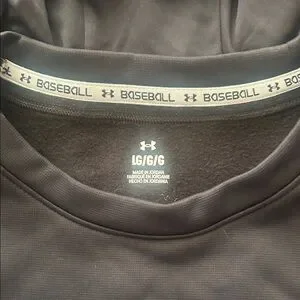 BASEBALL BASEBALL BASEBALL
LG/G/G
MADE IN JORDAN
FABRIQUÉ EN JORDANIE
HECHO EN JORDANIA